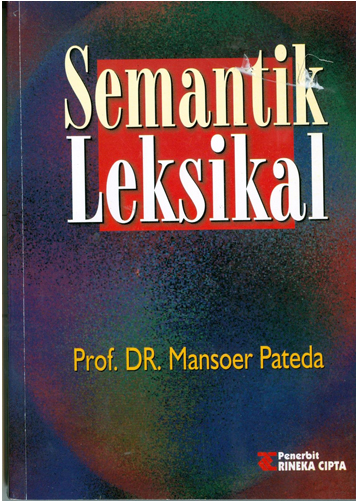 Semantik
Leksikal
Prof. DR. Mansoer Pateda
Penerbit
RINEKA CIPTA